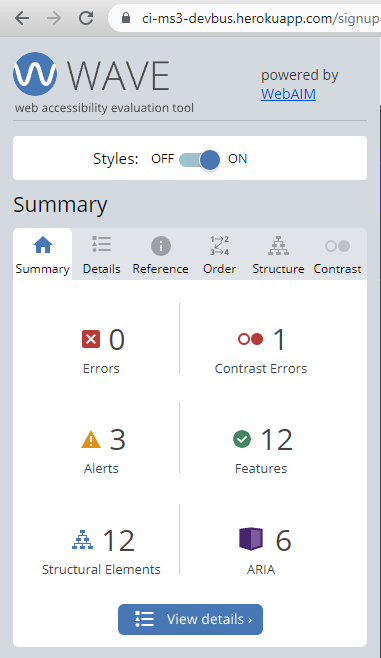 ci-ms3-devbus.herokuapp.com/signup
WAVE
web accessibility evaluation tool
powered by
WebAIM
Styles: OFF ON
Summary
Summary Details Reference Order Structure Contrast
0 1
Errors Contrast Errors
3 12
Alerts Features
12 6
Structural Elements ARIA
View details ›